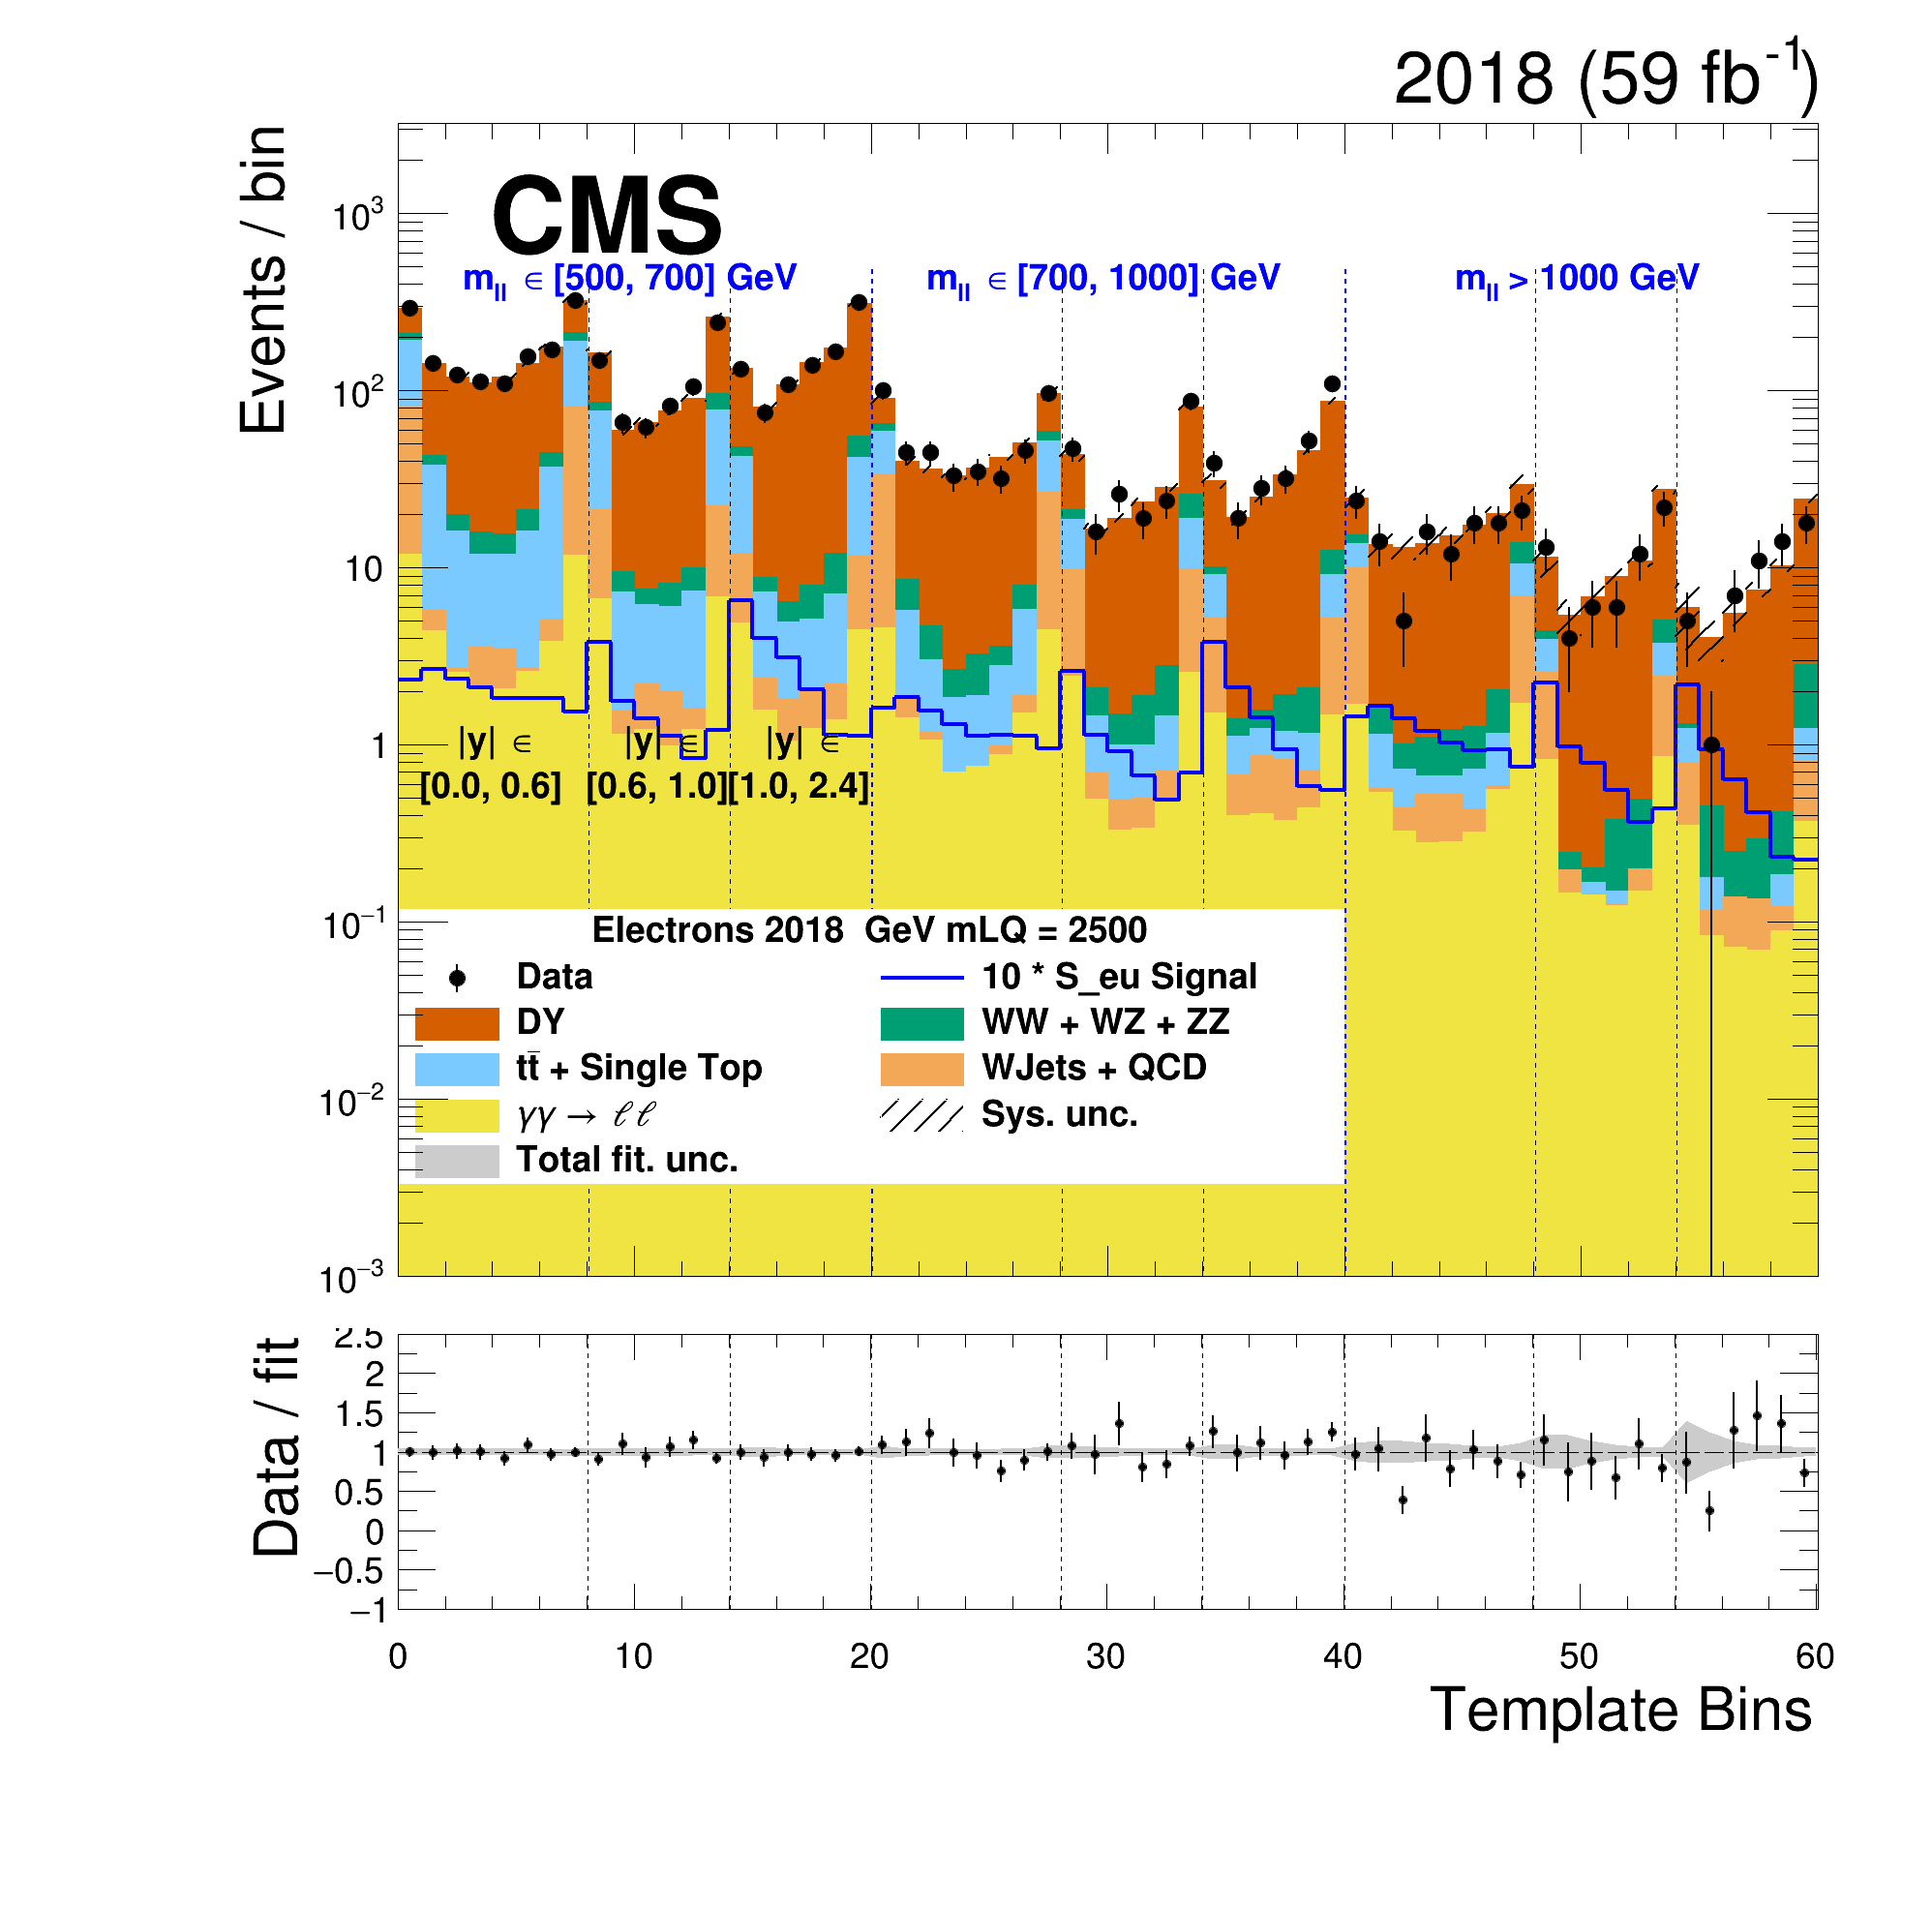 2018 (59 fb-1)
Events / bin
CMS
m_ll ∈ [500, 700] GeV m_ll ∈ [700, 1000] GeV m_ll > 1000 GeV
10^3
10^2
10
1
10^−1
10^−2
10^−3
|y| ∈ |y| ∈ |y| ∈
[0.0, 0.6] [0.6, 1.0] [1.0, 2.4]
Electrons 2018 GeV mLQ = 2500
Data 10 * S_eu Signal
DY WW + WZ + ZZ
tt̄ + Single Top WJets + QCD
γγ → ℓℓ Sys. unc.
Total fit. unc.
Data / fit
2.5
2
1.5
1
0.5
0
−0.5
−1
0 10 20 30 40 50 60
Template Bins